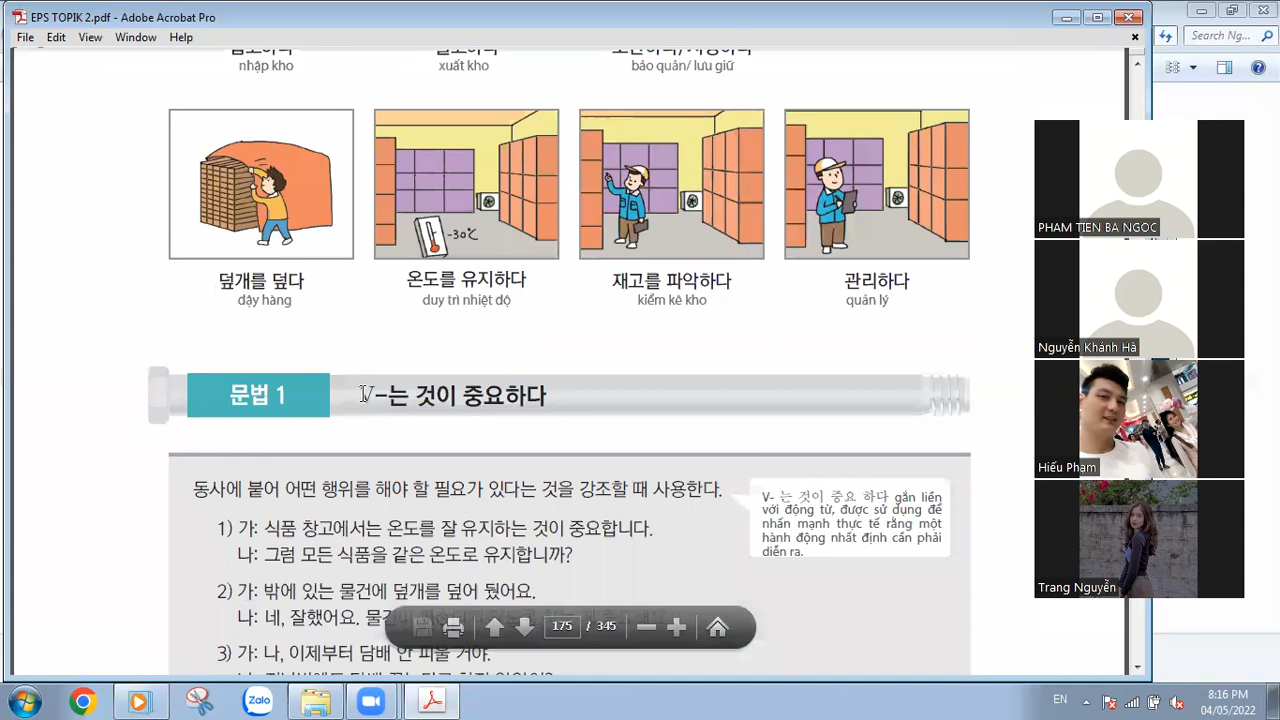 EPS TOPIK 2.pdf - Adobe Acrobat Pro
File Edit View Window Help
Search Ng...
nhập kho
xuất kho
bảo quản/ lưu giữ
-30℃
덮개를 덮다
온도를 유지하다
재고를 파악하다
관리하다
dậy hàng
duy trì nhiệt độ
kiểm kê kho
quản lý
문법 1
V-는 것이 중요하다
동사에 붙어 어떤 행위를 해야 할 필요가 있다는 것을 강조할 때 사용한다.
1) 가: 식품 창고에서는 온도를 잘 유지하는 것이 중요합니다.
나: 그럼 모든 식품을 같은 온도로 유지합니까?
2) 가: 밖에 있는 물건에 덮개를 덮어 뒀어요.
나: 네, 잘했어요. 물건이
3) 가: 나, 이제부터 담배 안 피울 거야.
V- 는 것이 중요 하다 gắn liền
với động từ, được sử dụng để
nhấn mạnh thực tế rằng một
hành động nhất định cần phải
diễn ra.
175 / 345
PHAM TIEN BA NGOC
Nguyễn Khánh Hà
Hiếu Phạm
Trang Nguyễn
Zalo
EN
8:16 PM
04/05/2022